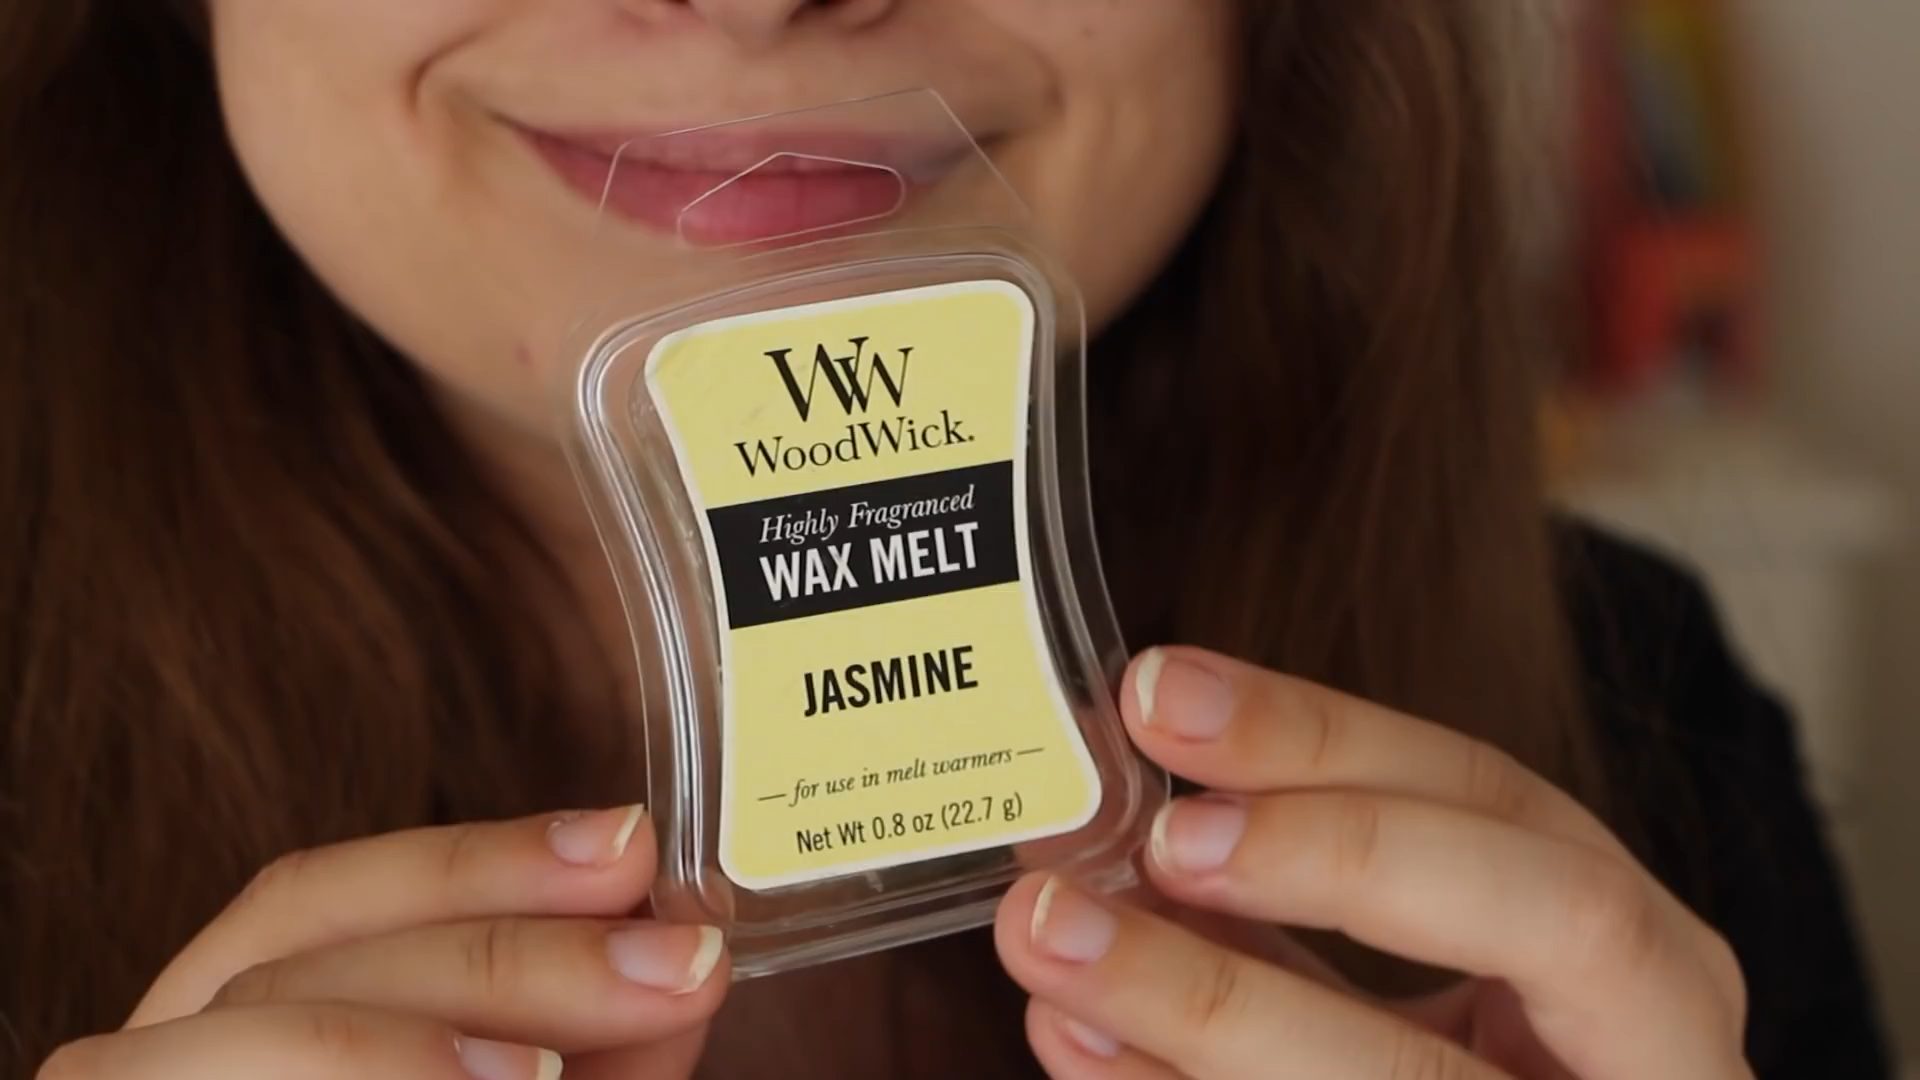 WW
WoodWick.
Highly Fragranced
WAX MELT
JASMINE
— for use in melt warmers —
Net Wt 0.8 oz (22.7 g)